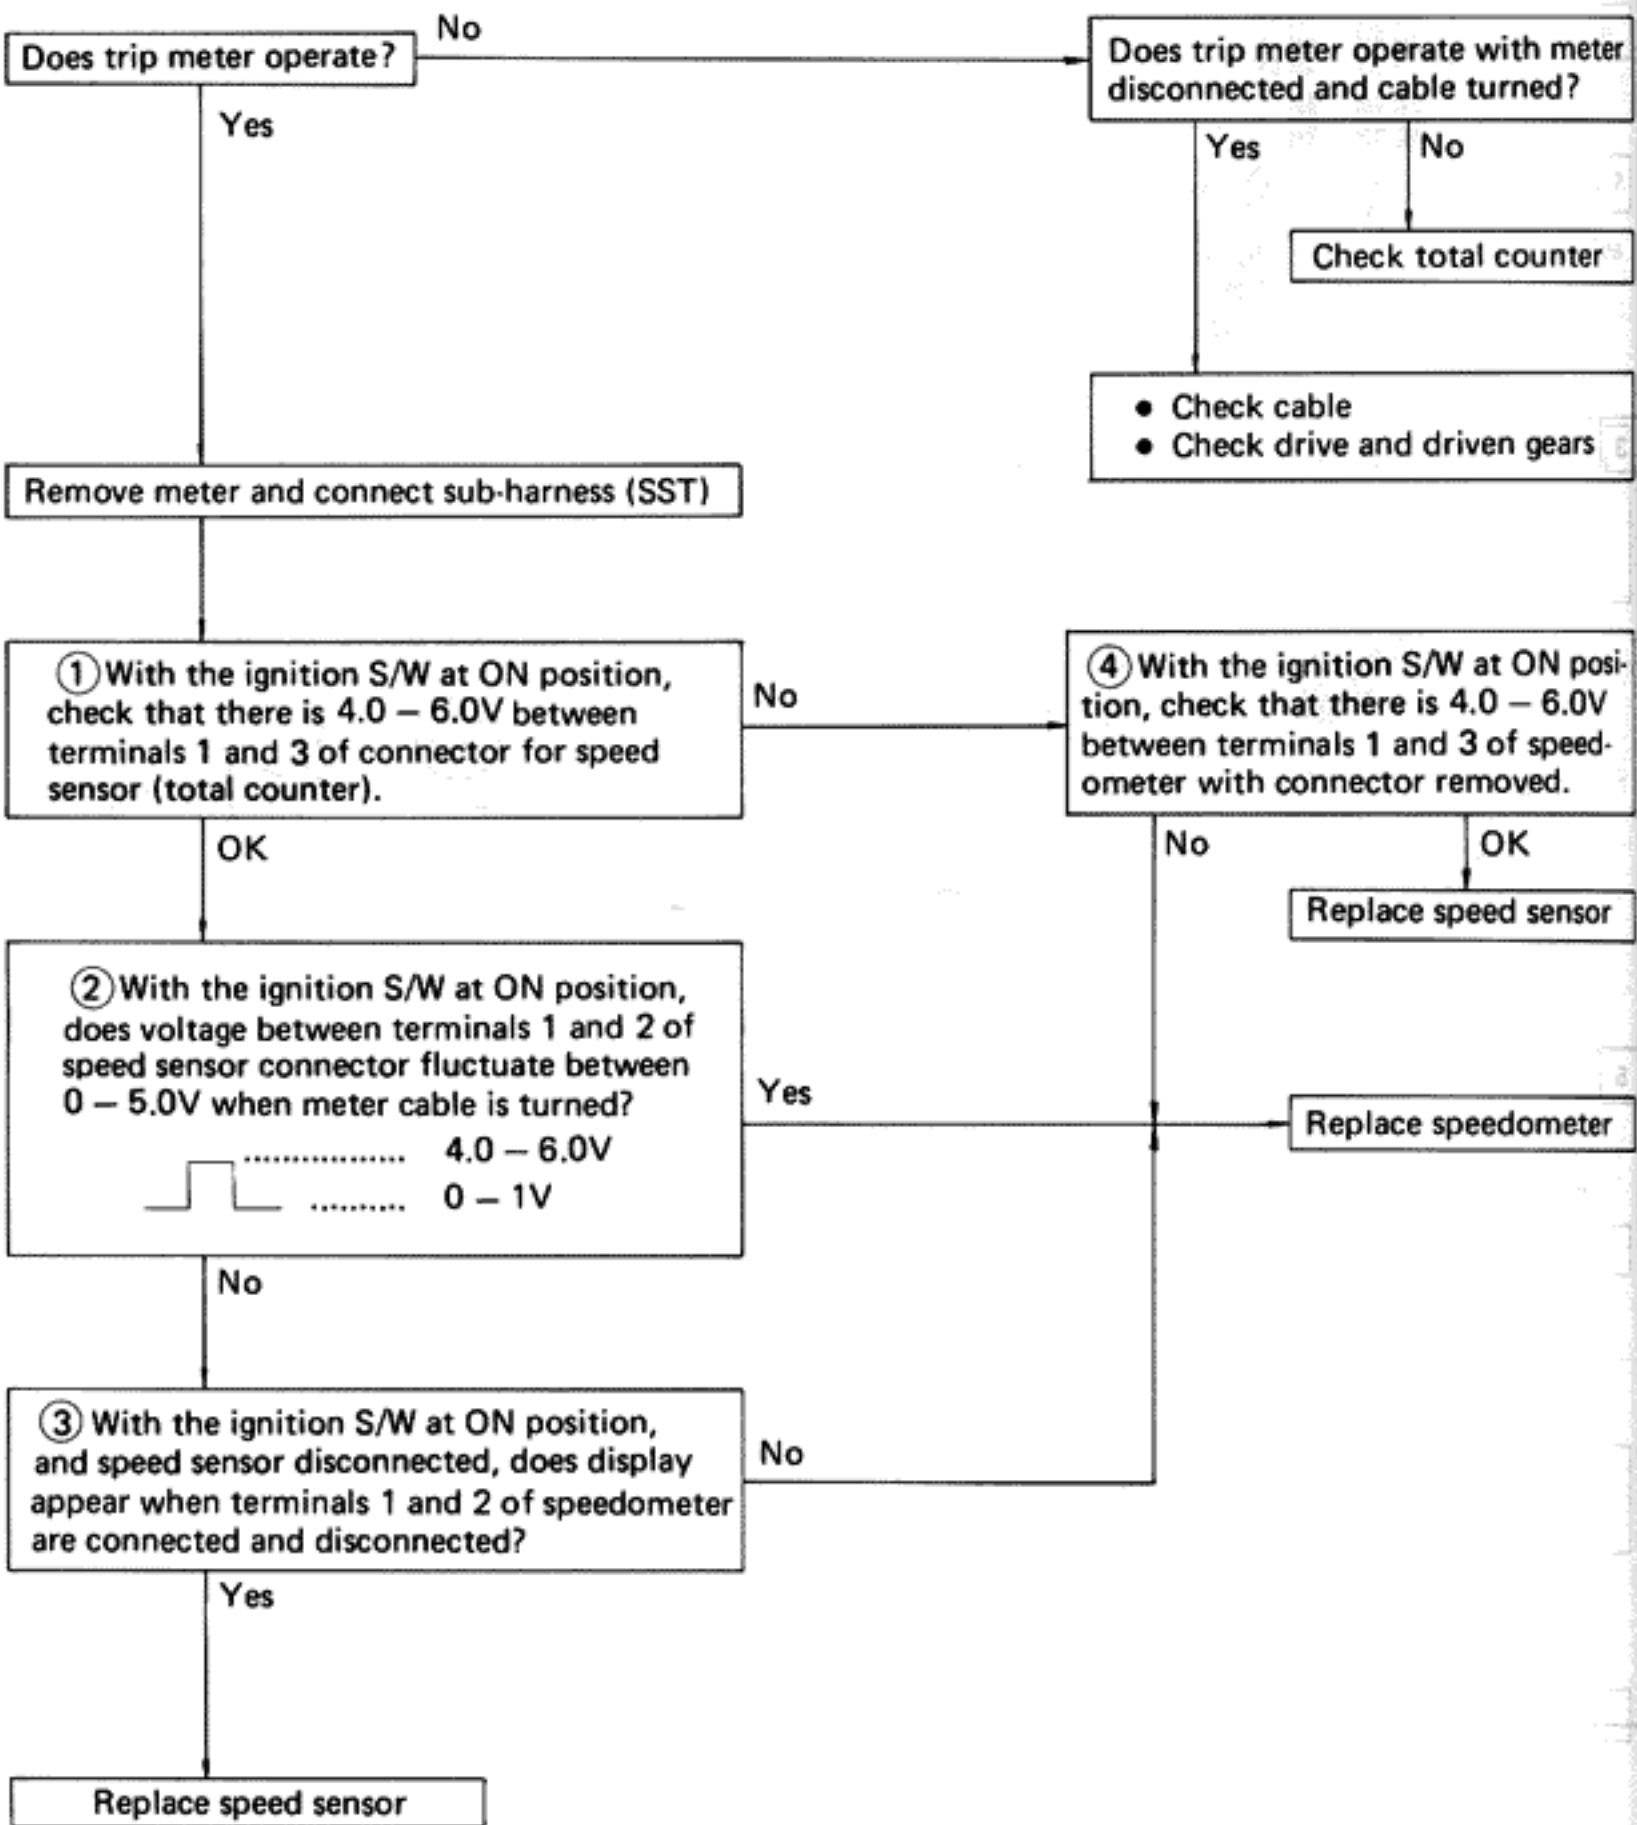 Does trip meter operate?
No
Does trip meter operate with meter
disconnected and cable turned?
Yes
Yes
No
Check total counter
● Check cable
● Check drive and driven gears
Remove meter and connect sub-harness (SST)
① With the ignition S/W at ON position,
check that there is 4.0 – 6.0V between
terminals 1 and 3 of connector for speed
sensor (total counter).
No
④ With the ignition S/W at ON posi-
tion, check that there is 4.0 – 6.0V
between terminals 1 and 3 of speed-
ometer with connector removed.
OK
No
OK
Replace speed sensor
② With the ignition S/W at ON position,
does voltage between terminals 1 and 2 of
speed sensor connector fluctuate between
0 – 5.0V when meter cable is turned?
................. 4.0 – 6.0V
.......... 0 – 1V
Yes
Replace speedometer
No
③ With the ignition S/W at ON position,
and speed sensor disconnected, does display
appear when terminals 1 and 2 of speedometer
are connected and disconnected?
No
Yes
Replace speed sensor